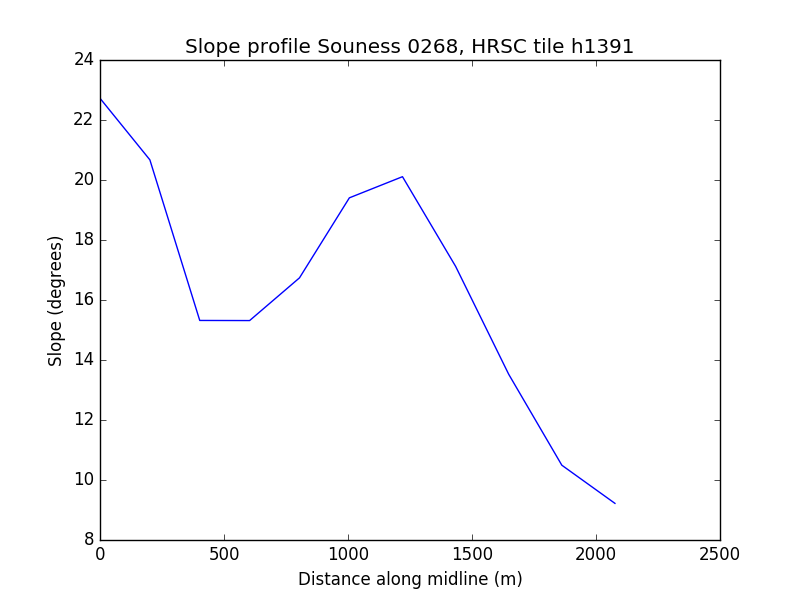 Slope profile Souness 0268, HRSC tile h1391
24
22
20
18
16
14
12
10
8
Slope (degrees)
0 500 1000 1500 2000 2500
Distance along midline (m)